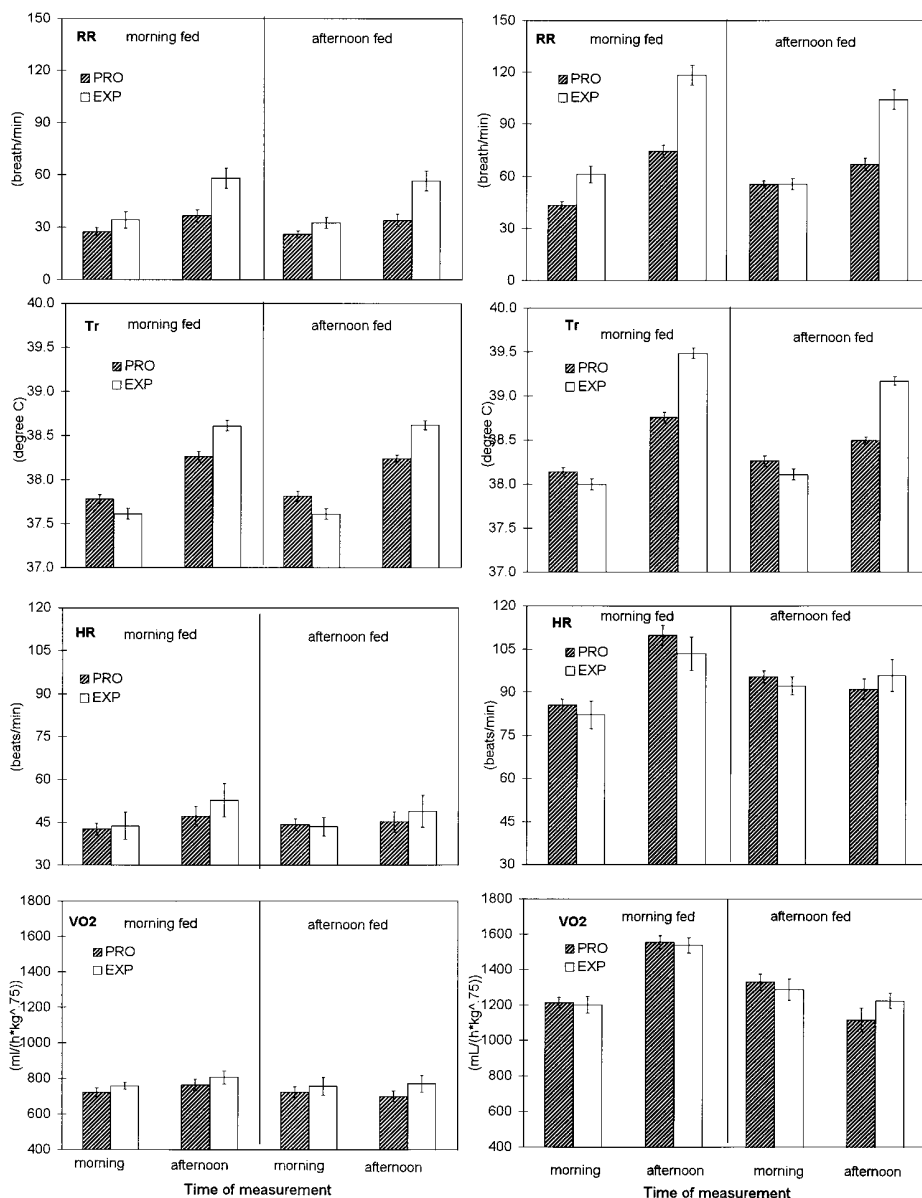 150
RR morning fed afternoon fed
120
PRO
EXP
90
60
30
0
(breath/min)
40.0
Tr morning fed afternoon fed
39.5
PRO
EXP
39.0
38.5
38.0
37.5
37.0
(degree C)
120
HR morning fed afternoon fed
105
PRO
EXP
90
75
60
45
30
(beats/min)
1800
VO2 morning fed afternoon fed
1600
PRO
EXP
1400
1200
1000
800
600
400
(ml/(h*kg^.75))
morning afternoon morning afternoon
Time of measurement
150
RR morning fed afternoon fed
120
PRO
EXP
90
60
30
0
(breath/min)
40.0
Tr morning fed afternoon fed
39.5
PRO
EXP
39.0
38.5
38.0
37.5
37.0
(degree C)
120
HR morning fed afternoon fed
105
PRO
EXP
90
75
60
45
30
(beats/min)
1800
VO2 morning fed afternoon fed
1600
PRO
EXP
1400
1200
1000
800
600
400
(mL/(h*kg^.75))
morning afternoon morning afternoon
Time of measurement